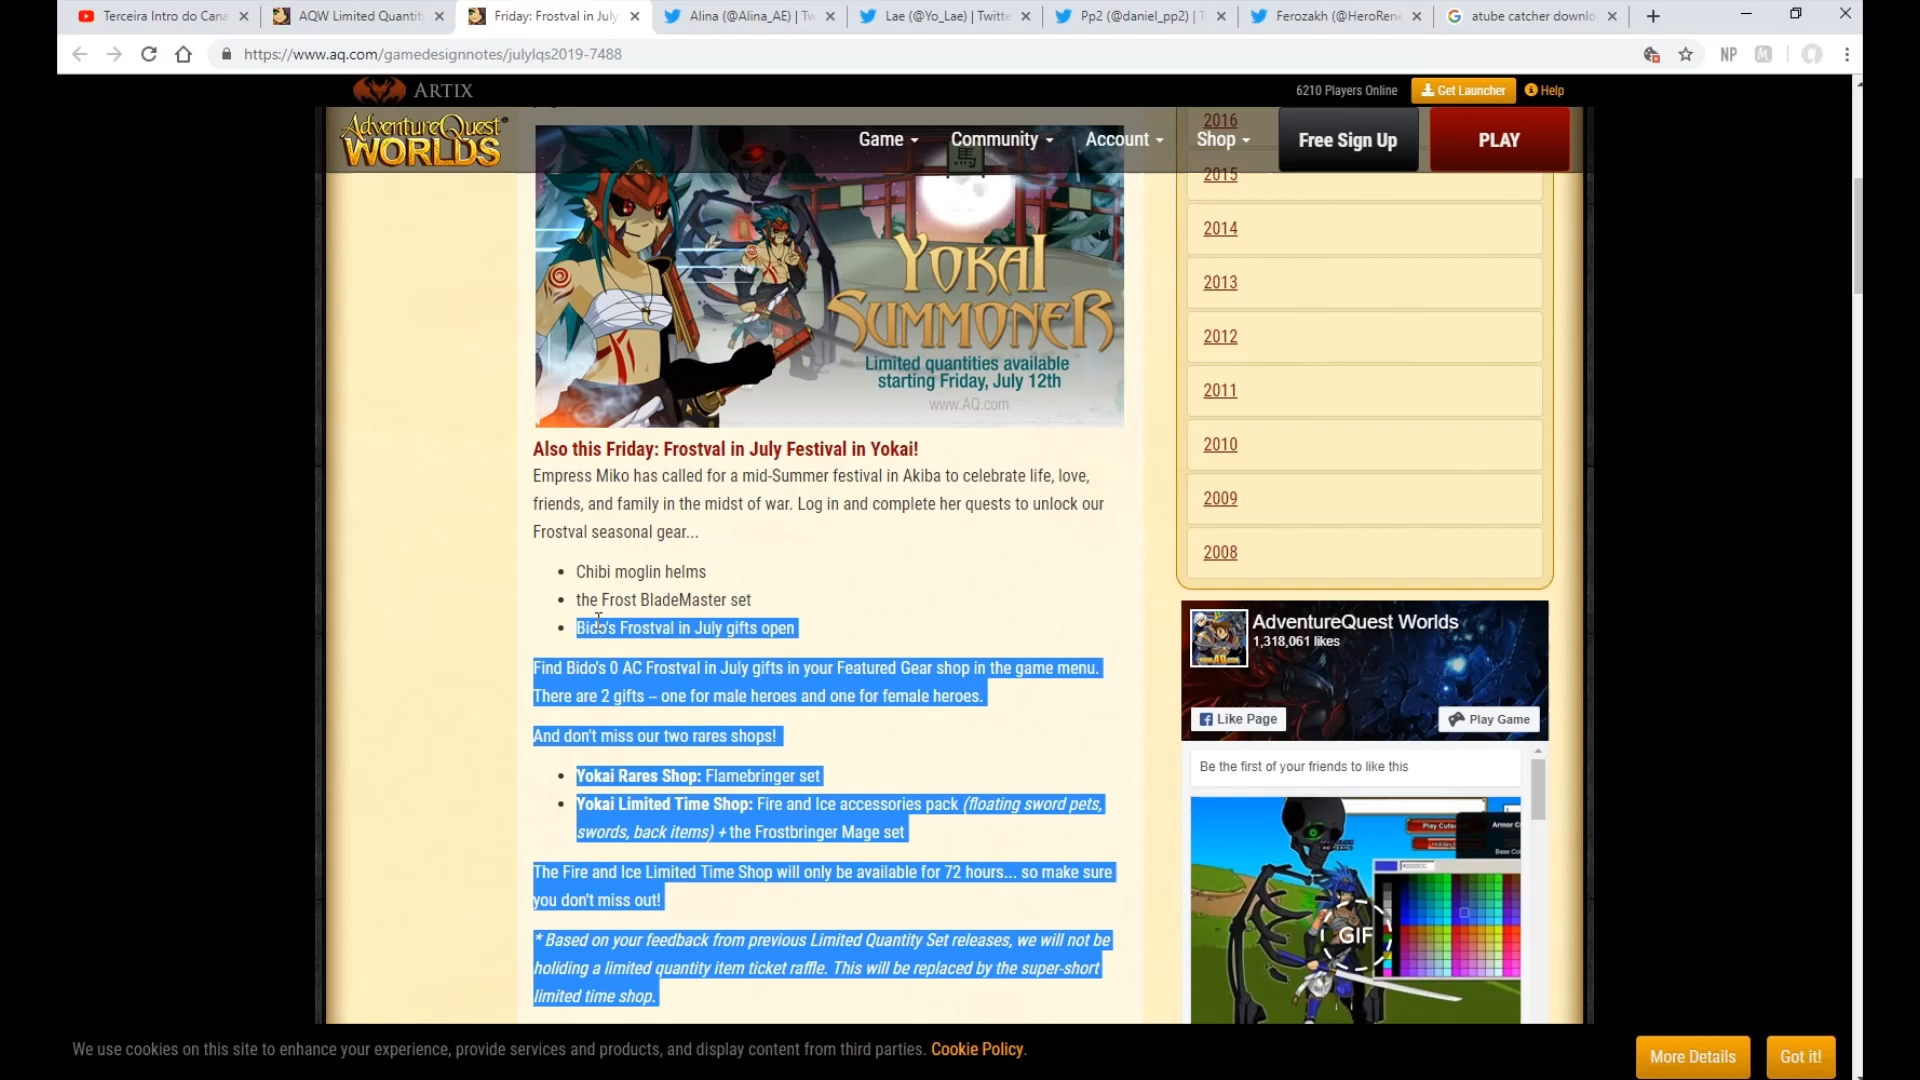 Terceira Intro do Cana
AQW Limited Quantit
Friday: Frostval in July
Alina (@Alina_AE) | Tw
Lae (@Yo_Lae) | Twitte
Pp2 (@daniel_pp2) | T
Ferozakh (@HeroRene
atube catcher downlo
https://www.aq.com/gamedesignnotes/julylqs2019-7488
NP
ARTIX
6210 Players Online
Get Launcher
Help
AdventureQuest
WORLDS
Game
Community
Account
Shop
Free Sign Up
PLAY
馬
YOKAI
SUMMONER
Limited quantities available
starting Friday, July 12th
www.AQ.com
Also this Friday: Frostval in July Festival in Yokai!
Empress Miko has called for a mid-Summer festival in Akiba to celebrate life, love,
friends, and family in the midst of war. Log in and complete her quests to unlock our
Frostval seasonal gear...
• Chibi moglin helms
• the Frost BladeMaster set
• Bido's Frostval in July gifts open
Find Bido's 0 AC Frostval in July gifts in your Featured Gear shop in the game menu.
There are 2 gifts – one for male heroes and one for female heroes.
And don't miss our two rares shops!
• Yokai Rares Shop: Flamebringer set
• Yokai Limited Time Shop: Fire and Ice accessories pack (floating sword pets,
swords, back items) + the Frostbringer Mage set
The Fire and Ice Limited Time Shop will only be available for 72 hours... so make sure
you don't miss out!
* Based on your feedback from previous Limited Quantity Set releases, we will not be
holiding a limited quantity item ticket raffle. This will be replaced by the super-short
limited time shop.
2016
2015
2014
2013
2012
2011
2010
2009
2008
AdventureQuest Worlds
1,318,061 likes
Like Page
Play Game
Be the first of your friends to like this
Play Cuts
Armor C
Base Co
GIF
We use cookies on this site to enhance your experience, provide services and products, and display content from third parties. Cookie Policy.
More Details
Got it!